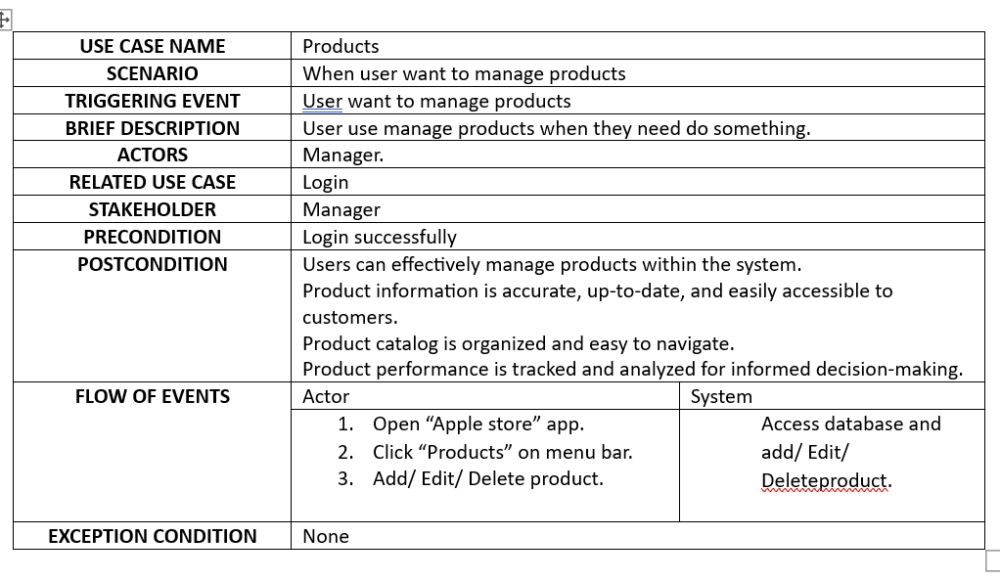 USE CASE NAME Products
SCENARIO When user want to manage products
TRIGGERING EVENT User want to manage products
BRIEF DESCRIPTION User use manage products when they need do something.
ACTORS Manager.
RELATED USE CASE Login
STAKEHOLDER Manager
PRECONDITION Login successfully
POSTCONDITION Users can effectively manage products within the system.
Product information is accurate, up-to-date, and easily accessible to
customers.
Product catalog is organized and easy to navigate.
Product performance is tracked and analyzed for informed decision-making.
FLOW OF EVENTS Actor System
1. Open “Apple store” app. Access database and
2. Click “Products” on menu bar. add/ Edit/
3. Add/ Edit/ Delete product. Deleteproduct.
EXCEPTION CONDITION None